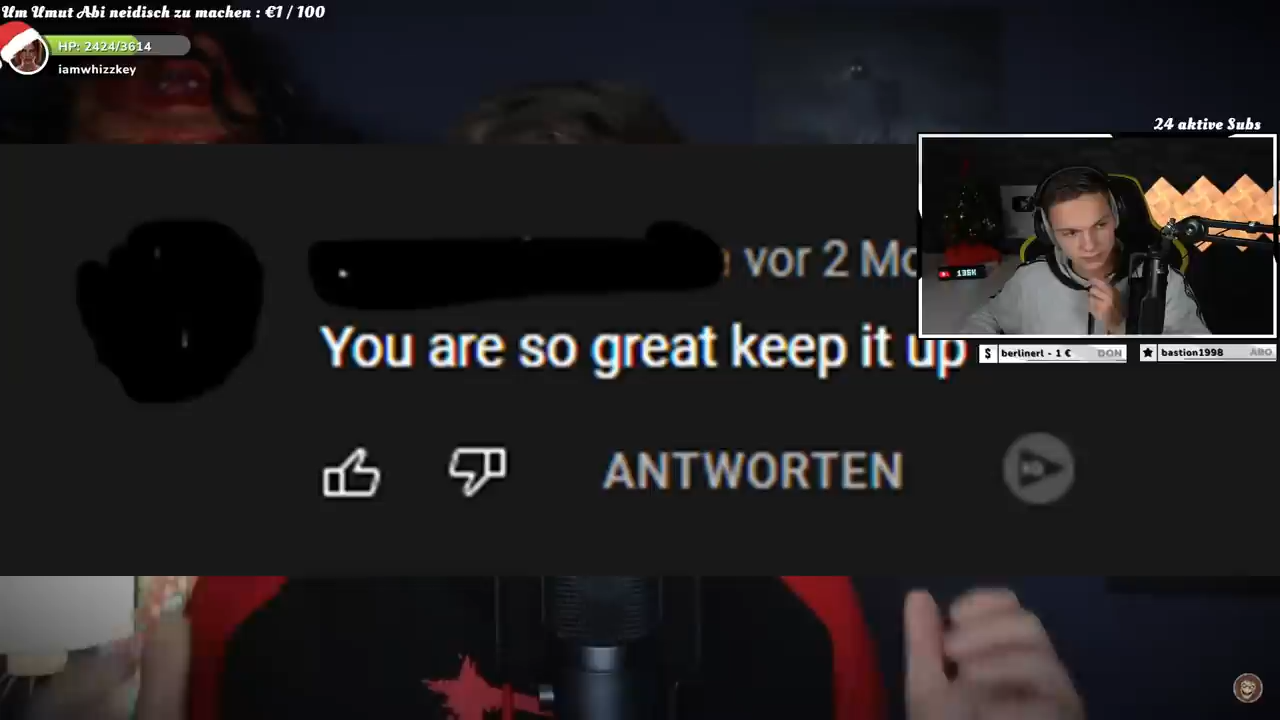 Um Umut Abi neidisch zu machen : €1 / 100
HP: 2424/3614
iamwhizzkey
24 aktive Subs
vor 2 Mo
135K
You are so great keep it up
$ berlinerl - 1 € DON
★ bastion1998 ABO
ANTWORTEN